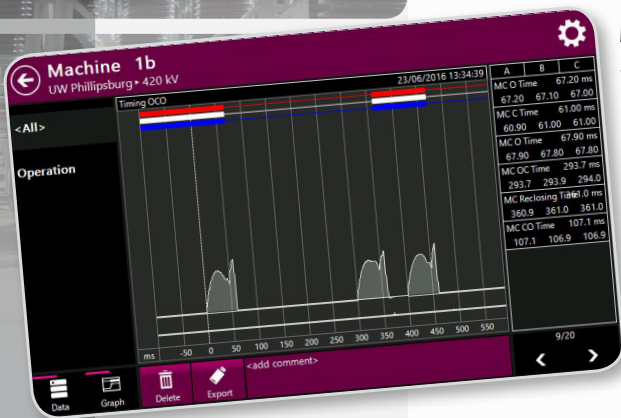 Machine 1b
UW Phillipsburg ▸ 420 kV
<All>
Operation
Timing OCO
23/06/2016 13:34:39
A B C
MC O Time 67.20 ms
67.20 67.10 67.00
MC C Time 61.00 ms
60.90 61.00 61.00
MC O Time 67.90 ms
67.90 67.80 67.80
MC OC Time 293.7 ms
293.7 293.9 294.0
MC Reclosing Time 361.0 ms
360.9 361.0 361.0
MC CO Time 107.1 ms
107.1 106.9 106.9
ms -50 0 50 100 150 200 250 300 350 400 450 500 550
9/20
Data
Graph
Delete
Export
<add comment>